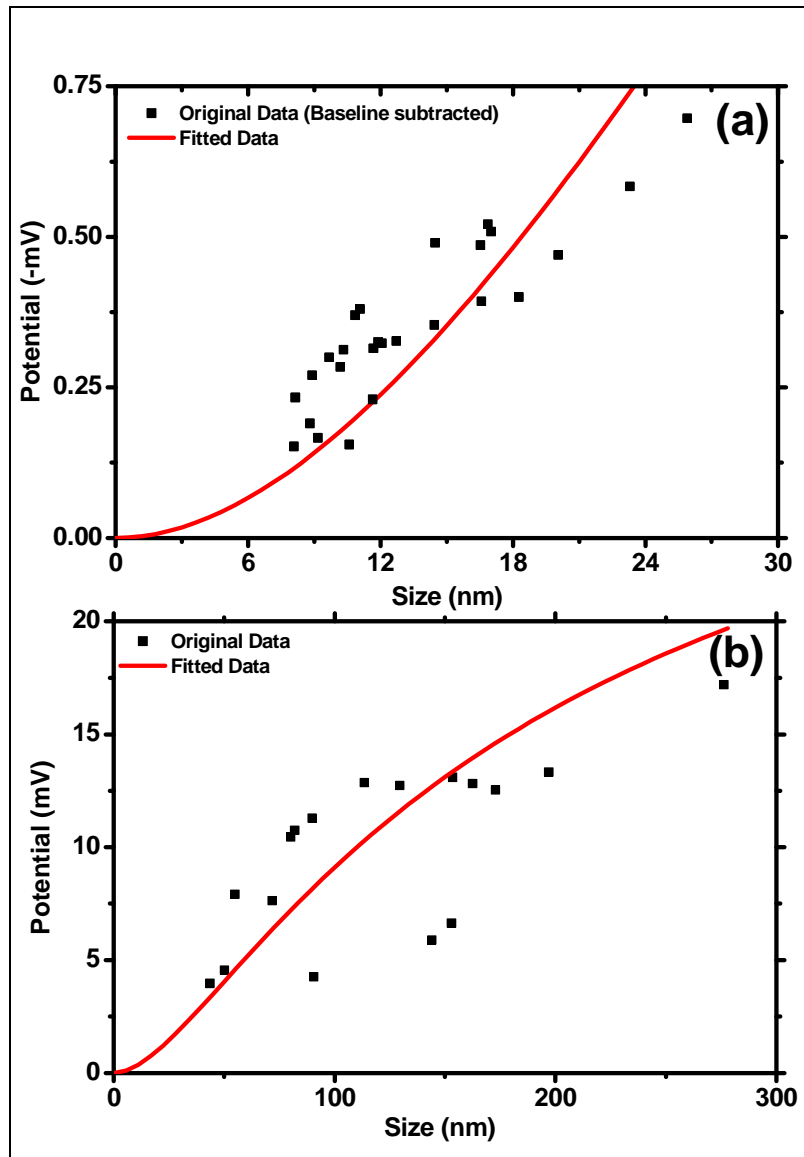 0.75
Original Data (Baseline subtracted)
Fitted Data
(a)
0.50
Potential (-mV)
0.25
0.00
0 6 12 18 24 30
Size (nm)
20
Original Data
Fitted Data
(b)
15
Potential (mV)
10
5
0
0 100 200 300
Size (nm)